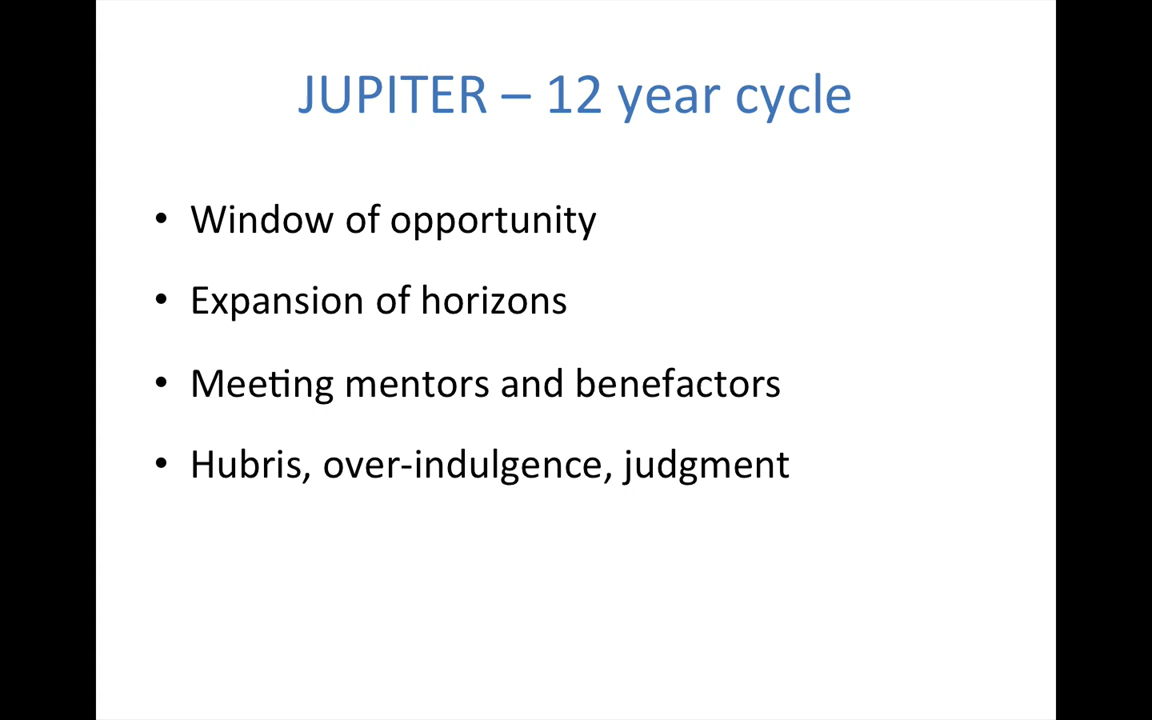 JUPITER – 12 year cycle
• Window of opportunity
• Expansion of horizons
• Meeting mentors and benefactors
• Hubris, over-indulgence, judgment